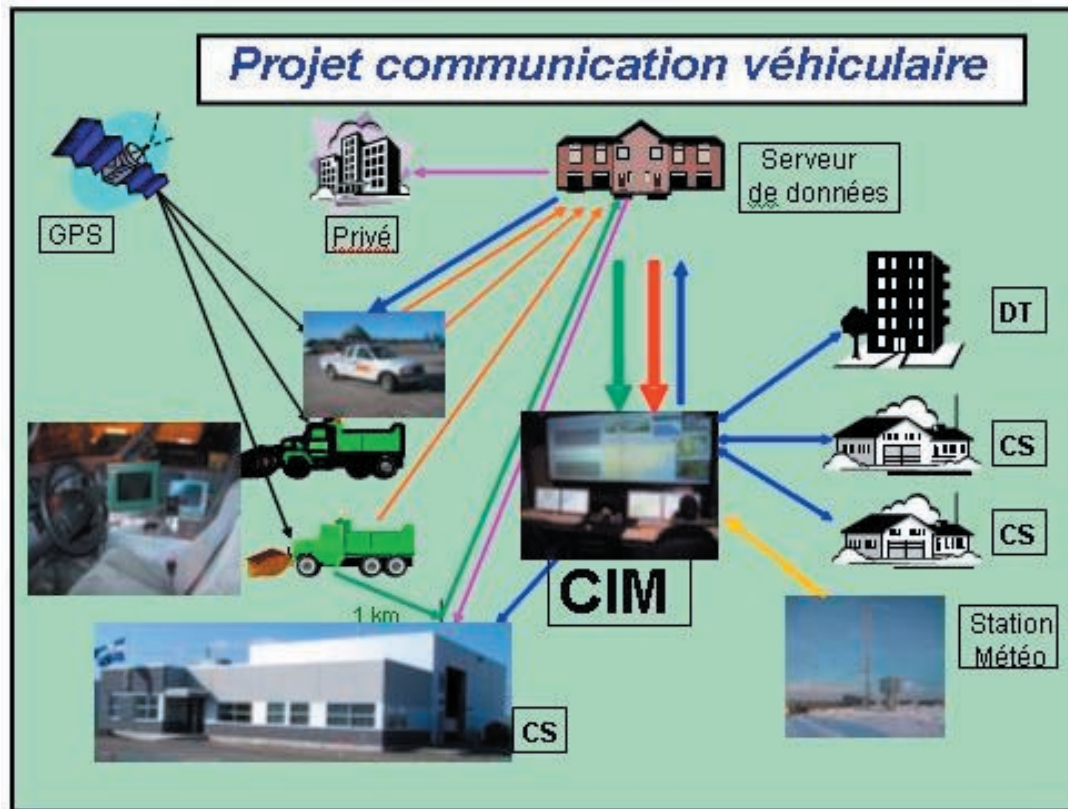 Projet communication véhiculaire
GPS
Privé
Serveur
de données
DT
CS
CS
CIM
1 km
Station
Météo
CS